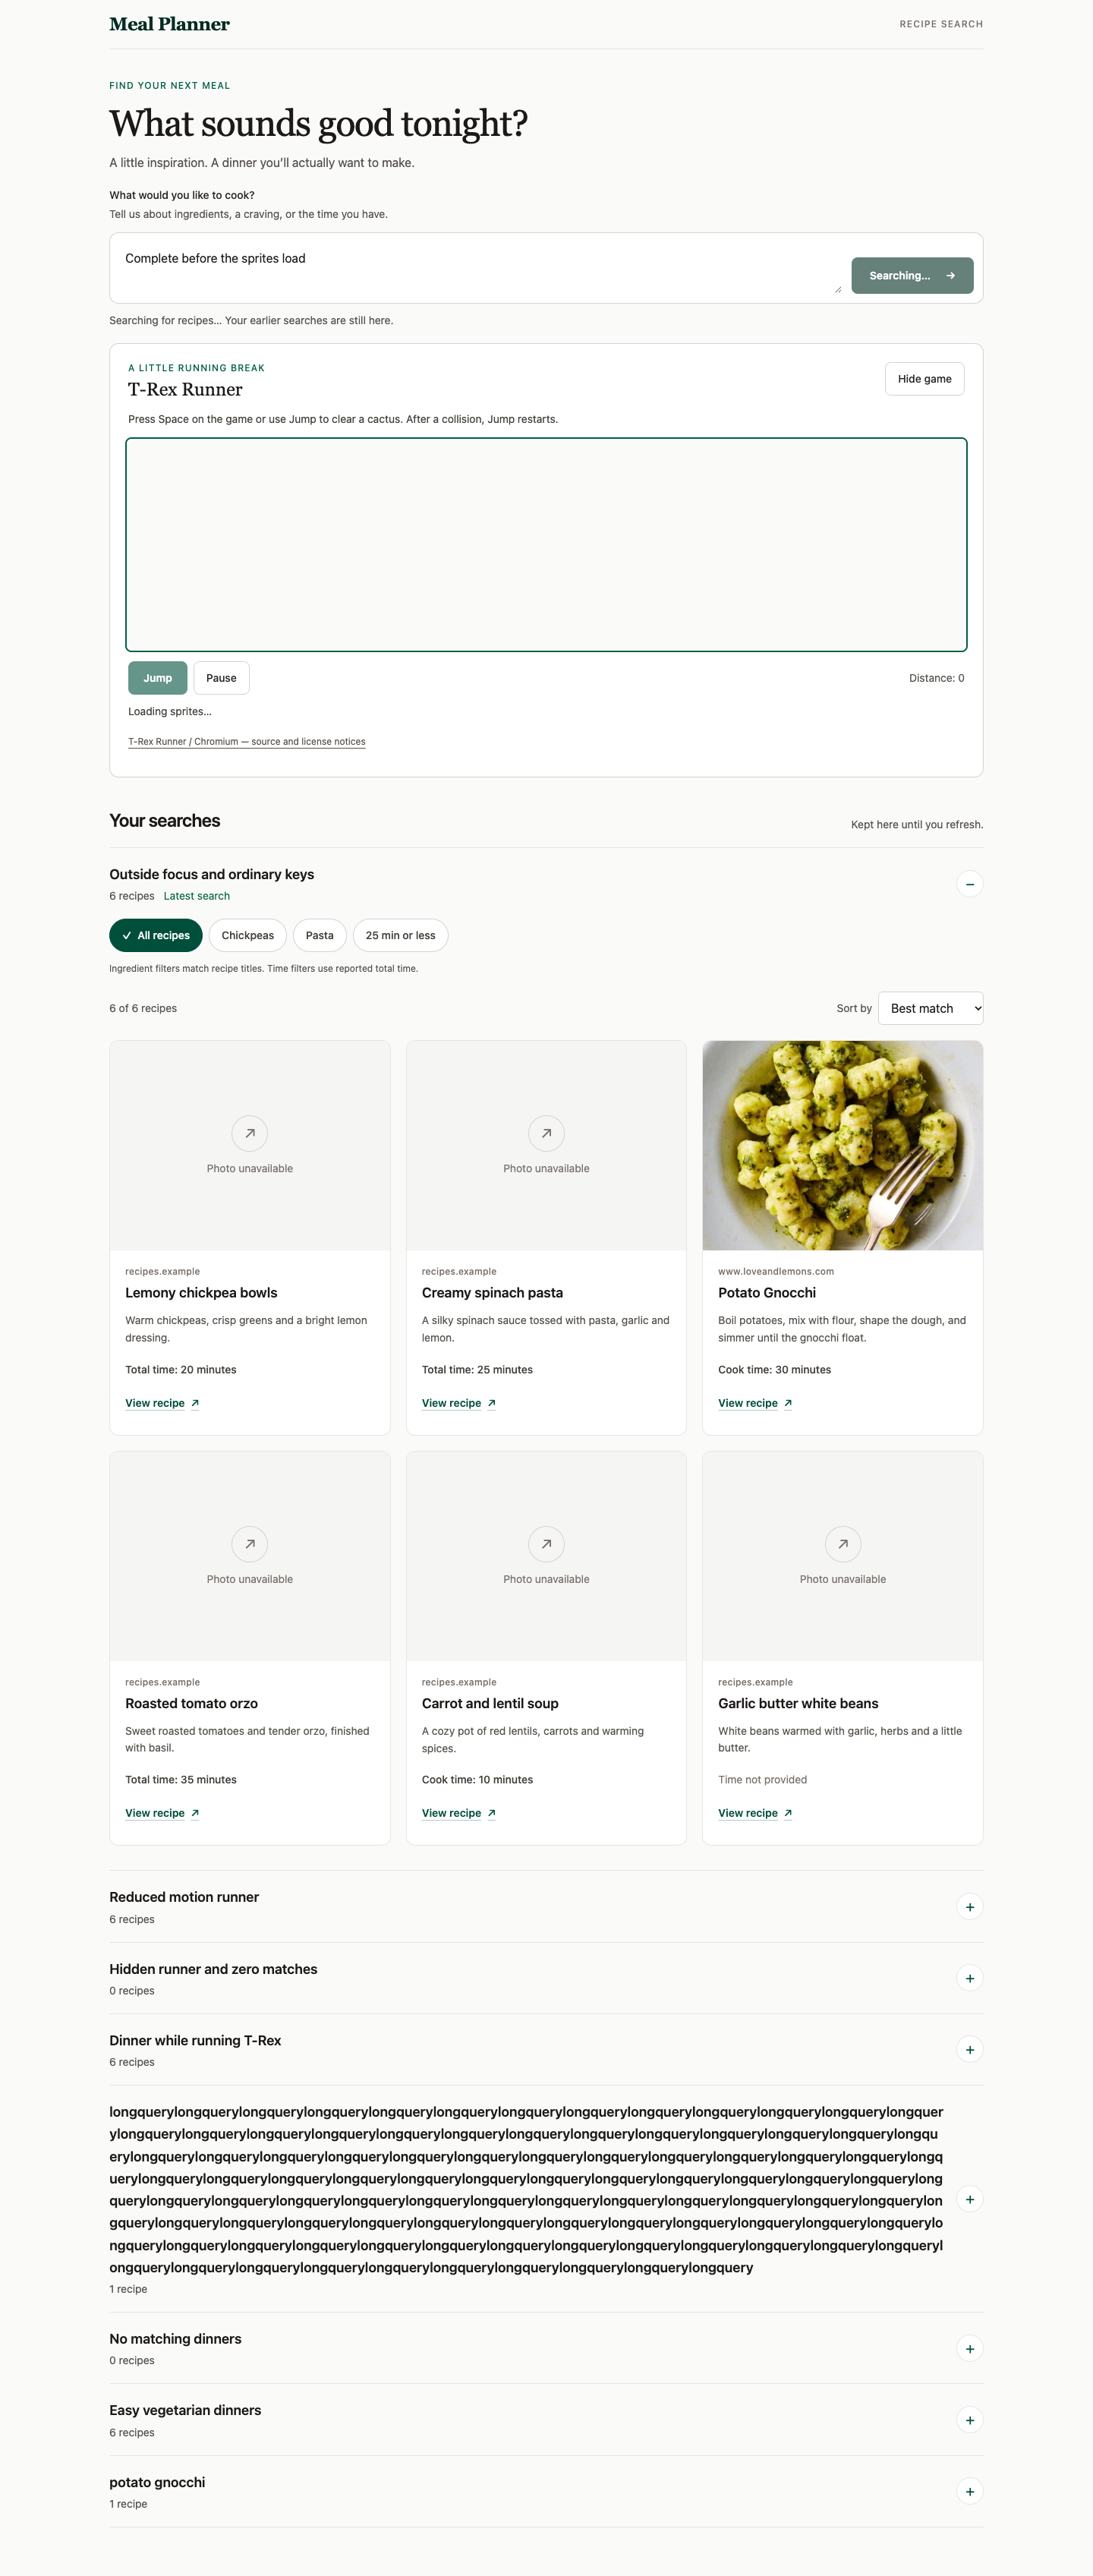 Meal Planner
RECIPE SEARCH
FIND YOUR NEXT MEAL
What sounds good tonight?
A little inspiration. A dinner you'll actually want to make.
What would you like to cook?
Tell us about ingredients, a craving, or the time you have.
Complete before the sprites load
Searching... →
Searching for recipes... Your earlier searches are still here.
A LITTLE RUNNING BREAK
T-Rex Runner
Hide game
Press Space on the game or use Jump to clear a cactus. After a collision, Jump restarts.
Jump
Pause
Distance: 0
Loading sprites...
T-Rex Runner / Chromium — source and license notices
Your searches
Kept here until you refresh.
Outside focus and ordinary keys
6 recipes Latest search
✓ All recipes
Chickpeas
Pasta
25 min or less
Ingredient filters match recipe titles. Time filters use reported total time.
6 of 6 recipes
Sort by Best match
Photo unavailable
recipes.example
Lemony chickpea bowls
Warm chickpeas, crisp greens and a bright lemon
dressing.
Total time: 20 minutes
View recipe ↗
Photo unavailable
recipes.example
Creamy spinach pasta
A silky spinach sauce tossed with pasta, garlic and
lemon.
Total time: 25 minutes
View recipe ↗
www.loveandlemons.com
Potato Gnocchi
Boil potatoes, mix with flour, shape the dough, and
simmer until the gnocchi float.
Cook time: 30 minutes
View recipe ↗
Photo unavailable
recipes.example
Roasted tomato orzo
Sweet roasted tomatoes and tender orzo, finished
with basil.
Total time: 35 minutes
View recipe ↗
Photo unavailable
recipes.example
Carrot and lentil soup
A cozy pot of red lentils, carrots and warming
spices.
Cook time: 10 minutes
View recipe ↗
Photo unavailable
recipes.example
Garlic butter white beans
White beans warmed with garlic, herbs and a little
butter.
Time not provided
View recipe ↗
Reduced motion runner
6 recipes
Hidden runner and zero matches
0 recipes
Dinner while running T-Rex
6 recipes
longquerylongquerylongquerylongquerylongquerylongquerylongquerylongquerylongquerylongquerylongquerylongquerylongquer
ylongquerylongquerylongquerylongquerylongquerylongquerylongquerylongquerylongquerylongquerylongquerylongquerylongqu
erylongquerylongquerylongquerylongquerylongquerylongquerylongquerylongquerylongquerylongquerylongquerylongquerylongq
uerylongquerylongquerylongquerylongquerylongquerylongquerylongquerylongquerylongquerylongquerylongquerylongquerylong
querylongquerylongquerylongquerylongquerylongquerylongquerylongquerylongquerylongquerylongquerylongquerylongquerylon
gquerylongquerylongquerylongquerylongquerylongquerylongquerylongquerylongquerylongquerylongquerylongquerylongquerylo
ngquerylongquerylongquerylongquerylongquerylongquerylongquerylongquerylongquerylongquerylongquerylongquerylongqueryl
ongquerylongquerylongquerylongquerylongquerylongquerylongquerylongquerylongquerylongquery
1 recipe
No matching dinners
0 recipes
Easy vegetarian dinners
6 recipes
potato gnocchi
1 recipe